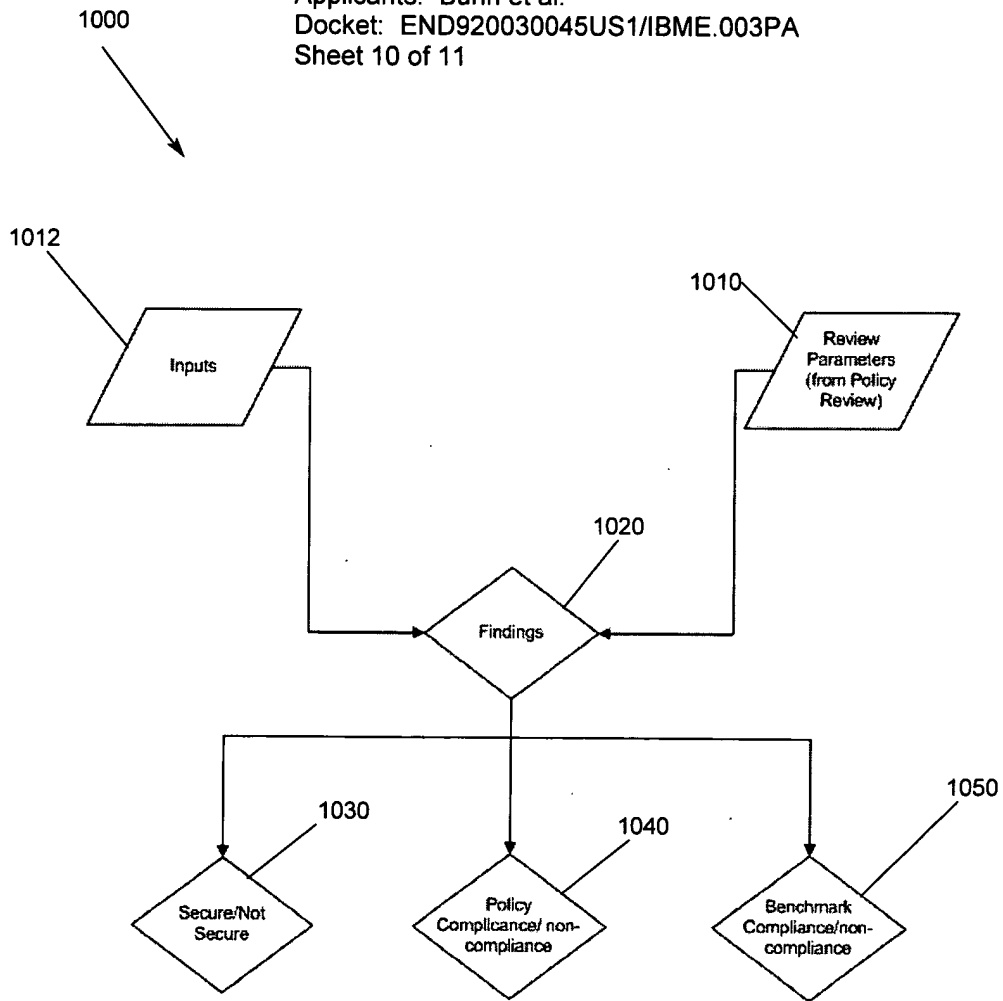 Docket: END920030045US1/IBME.003PA
Sheet 10 of 11
1000
1012
Inputs
1010
Review
Parameters
(from Policy
Review)
1020
Findings
1030
Secure/Not
Secure
1040
Policy
Complicance/ non-
compliance
1050
Benchmark
Compliance/non-
compliance